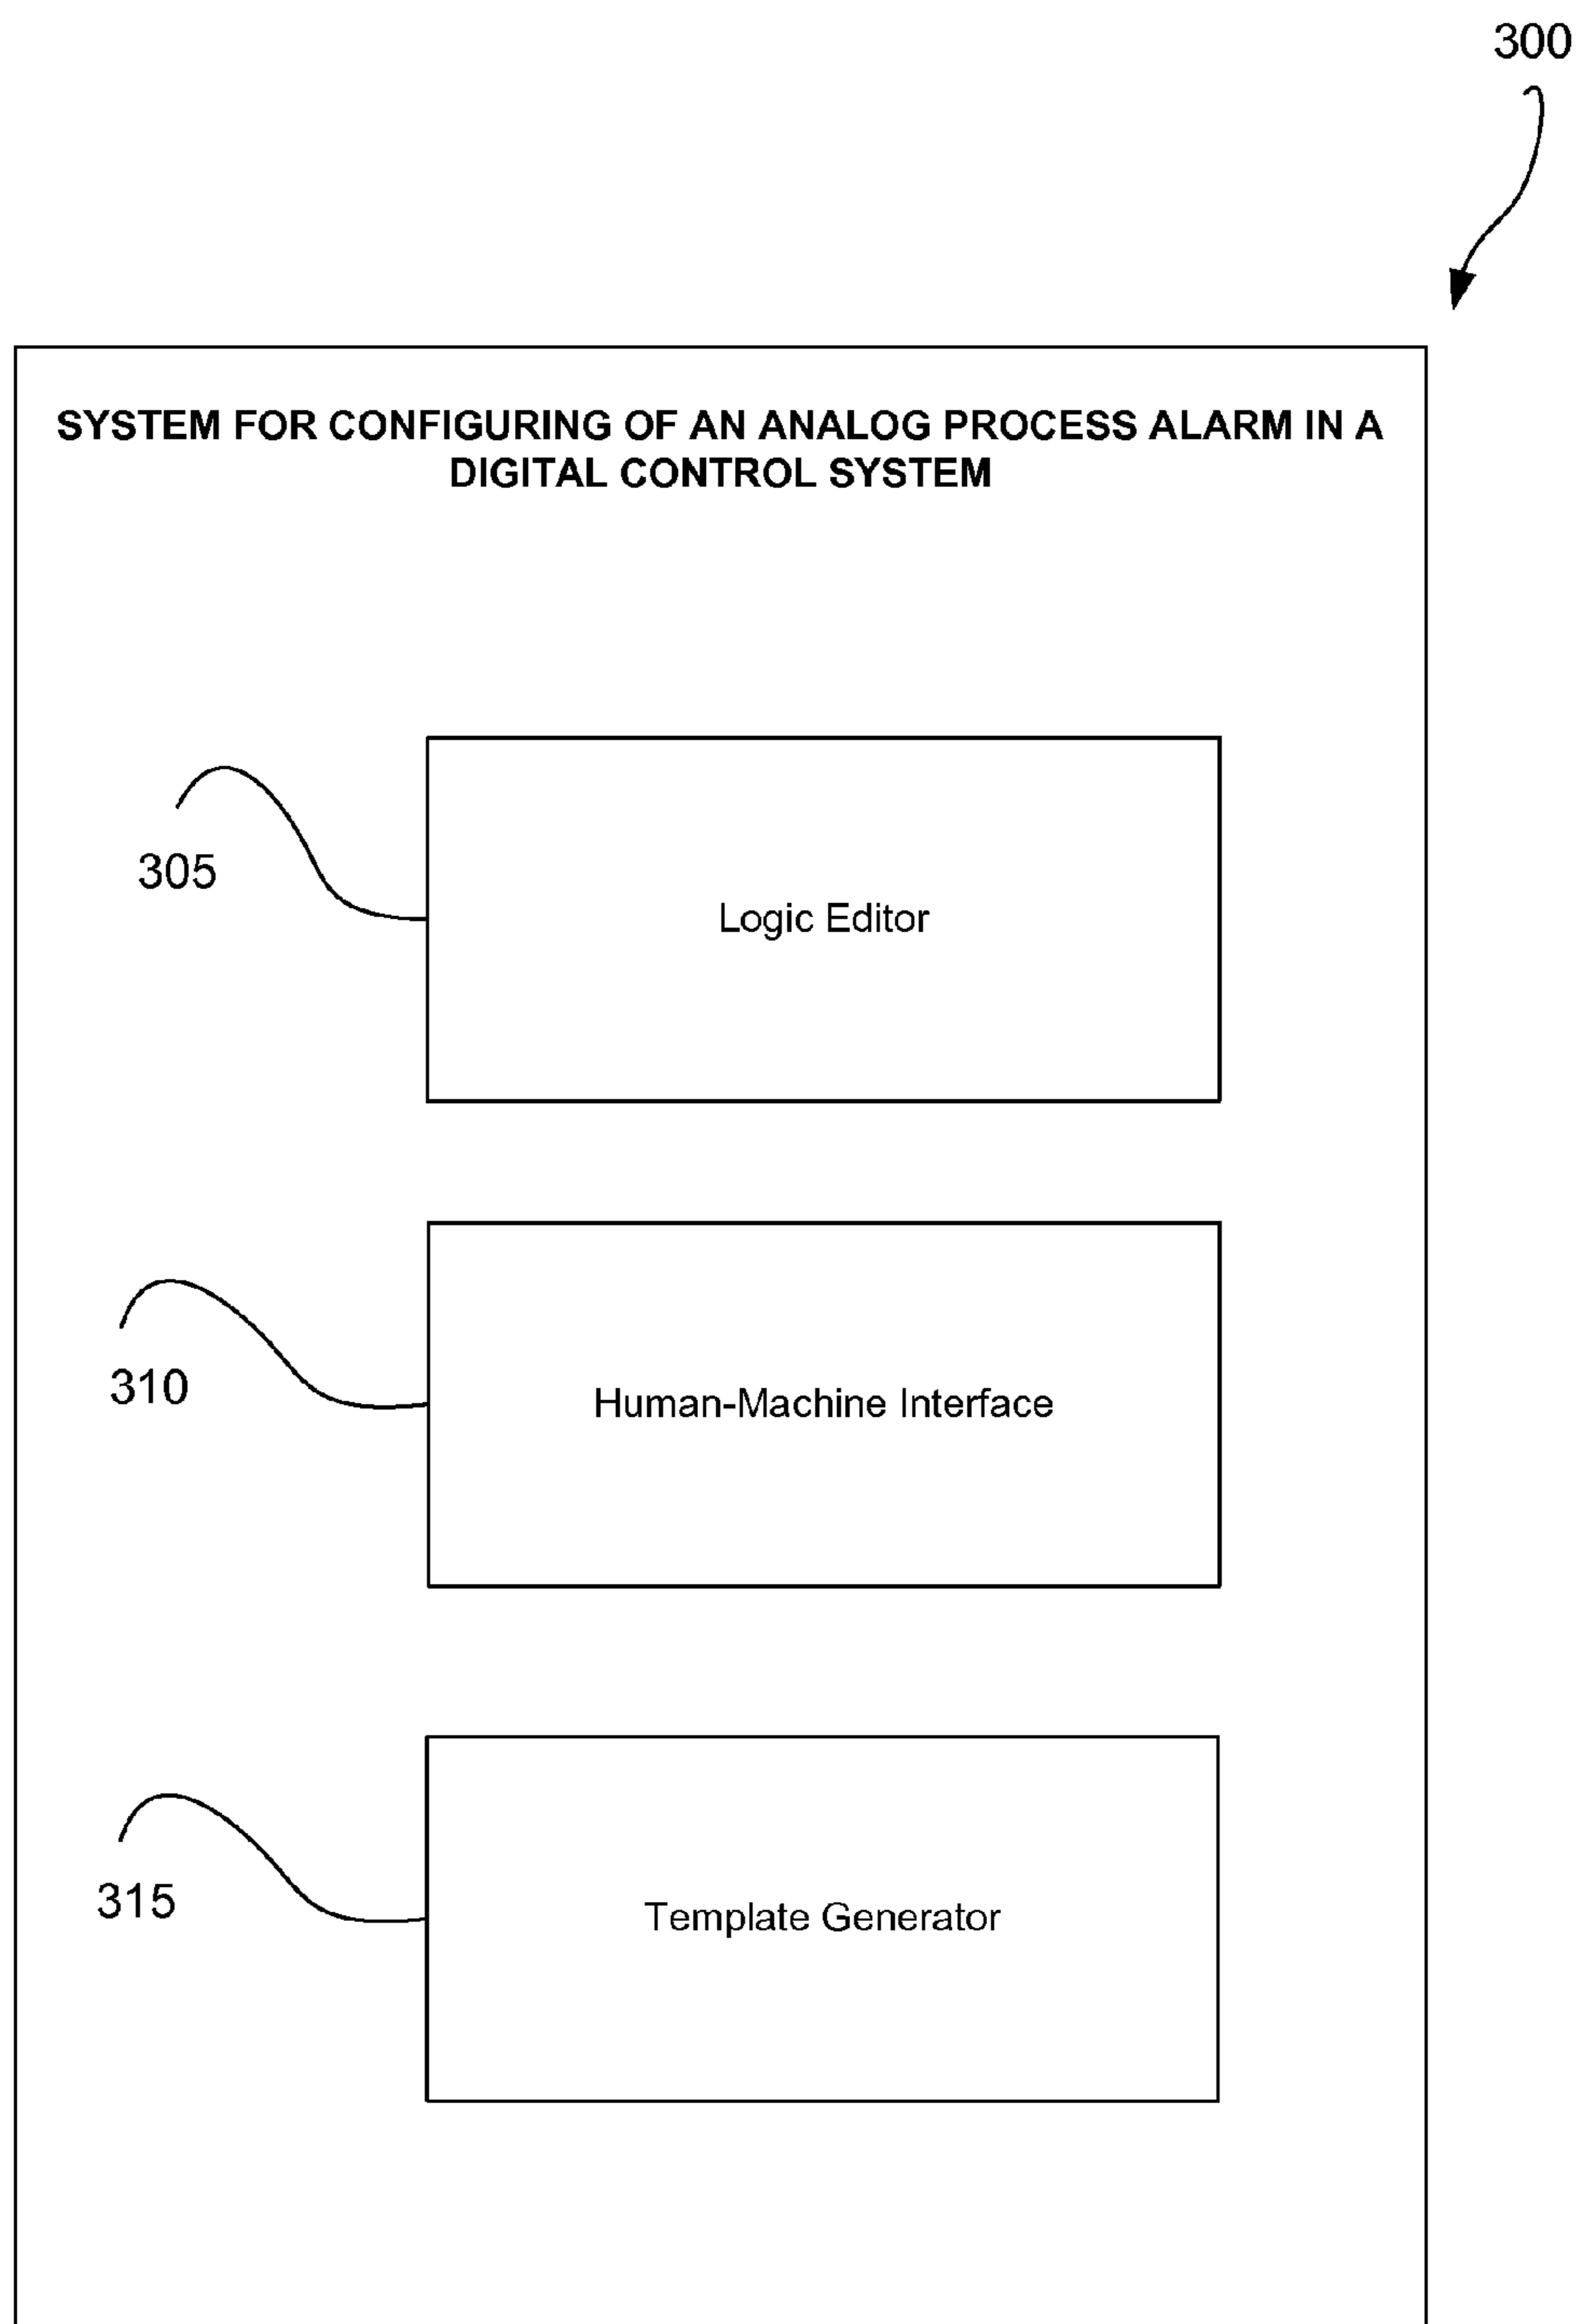 300
SYSTEM FOR CONFIGURING OF AN ANALOG PROCESS ALARM IN A
DIGITAL CONTROL SYSTEM
305
Logic Editor
310
Human-Machine Interface
315
Template Generator